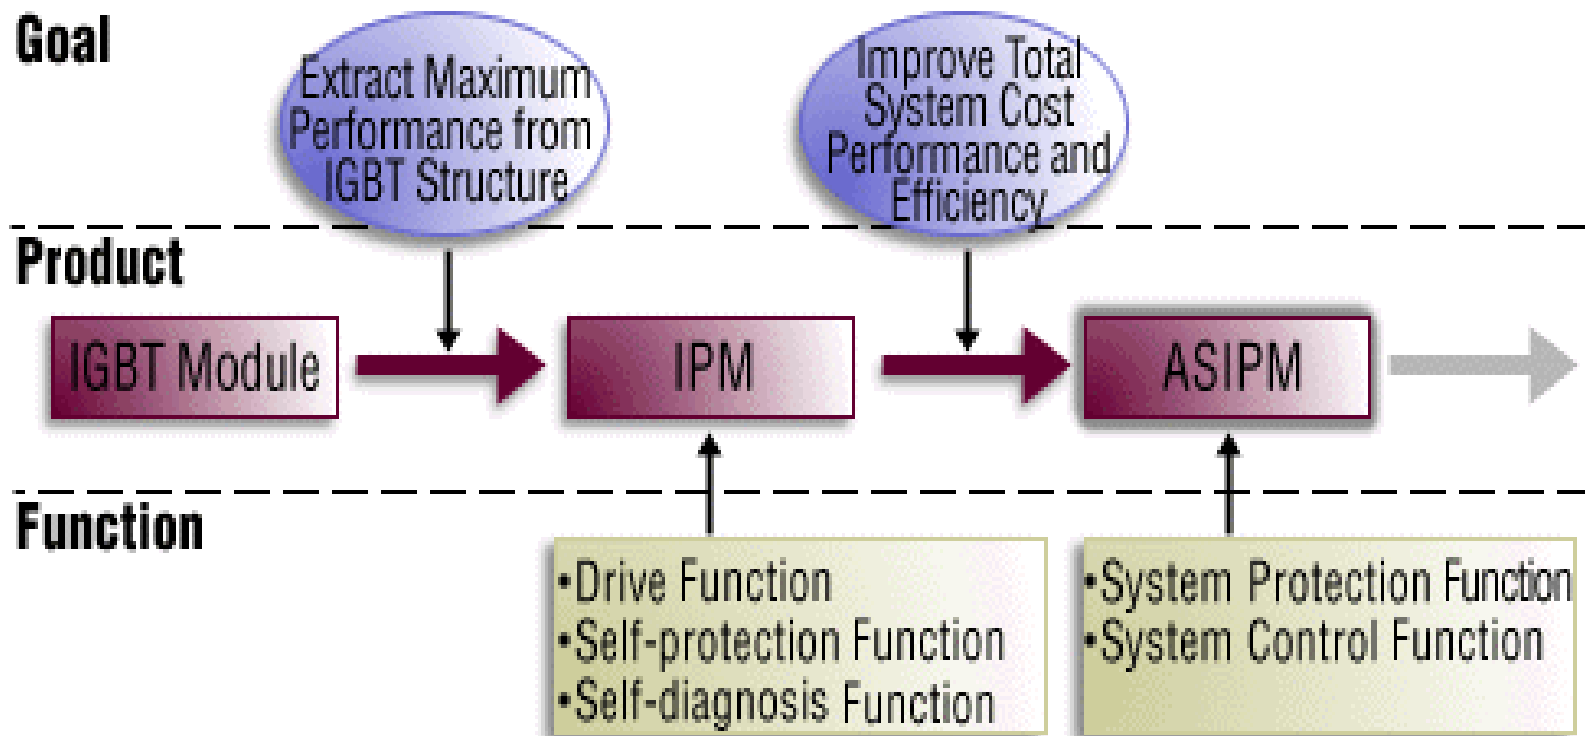 Goal
Extract Maximum
Performance from
IGBT Structure
Improve Total
System Cost
Performance and
Efficiency
Product
IGBT Module
IPM
ASIPM
Function
•Drive Function
•Self-protection Function
•Self-diagnosis Function
•System Protection Function
•System Control Function